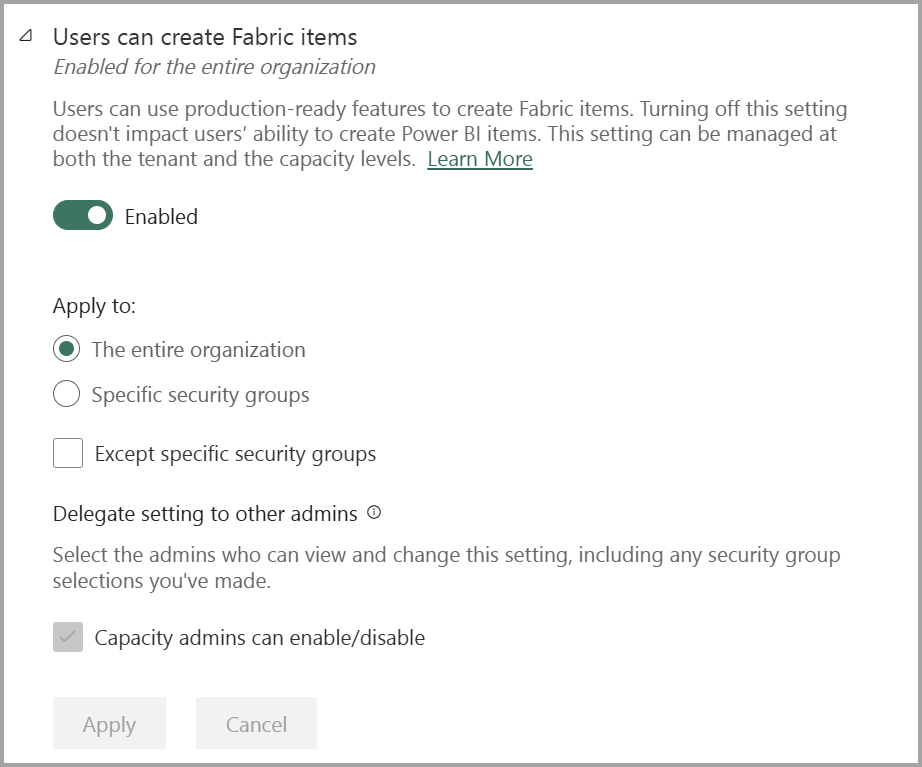 Users can create Fabric items
Enabled for the entire organization
Users can use production-ready features to create Fabric items. Turning off this setting
doesn't impact users’ ability to create Power BI items. This setting can be managed at
both the tenant and the capacity levels. Learn More
Enabled
Apply to:
The entire organization
Specific security groups
Except specific security groups
Delegate setting to other admins
Select the admins who can view and change this setting, including any security group
selections you've made.
Capacity admins can enable/disable
Apply Cancel